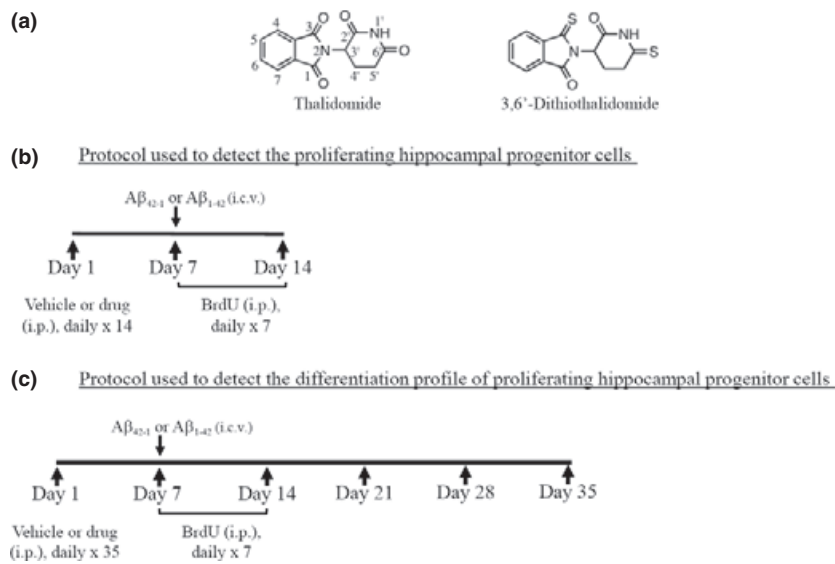 (a)
O
O
1'
NH
4
3
2'
5
2
N
6'
O
3'
6
7
1
4'
5'
O
Thalidomide
S
O
NH
N
S
O
3,6'-Dithiothalidomide
(b) Protocol used to detect the proliferating hippocampal progenitor cells
Aβ42-1 or Aβ1-42 (i.c.v.)
Day 1 Day 7 Day 14
Vehicle or drug
(i.p.), daily x 14
BrdU (i.p.),
daily x 7
(c) Protocol used to detect the differentiation profile of proliferating hippocampal progenitor cells
Aβ42-1 or Aβ1-42 (i.c.v.)
Day 1 Day 7 Day 14 Day 21 Day 28 Day 35
Vehicle or drug
(i.p.), daily x 35
BrdU (i.p.),
daily x 7